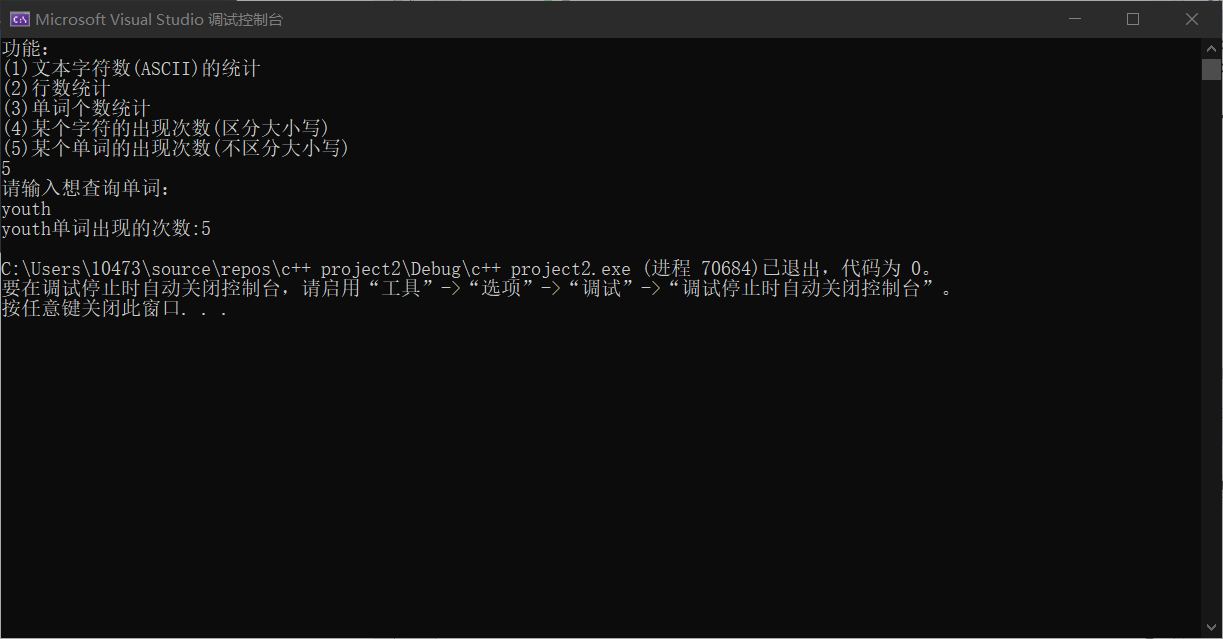 Microsoft Visual Studio 调试控制台
功能:
(1)文本字符数(ASCII)的统计
(2)行数统计
(3)单词个数统计
(4)某个字符的出现次数(区分大小写)
(5)某个单词的出现次数(不区分大小写)
5
请输入想查询单词:
youth
youth单词出现的次数:5
C:\Users\10473\source\repos\c++ project2\Debug\c++ project2.exe (进程 70684)已退出，代码为 0。
要在调试停止时自动关闭控制台，请启用“工具”->“选项”->“调试”->“调试停止时自动关闭控制台”。
按任意键关闭此窗口. . .